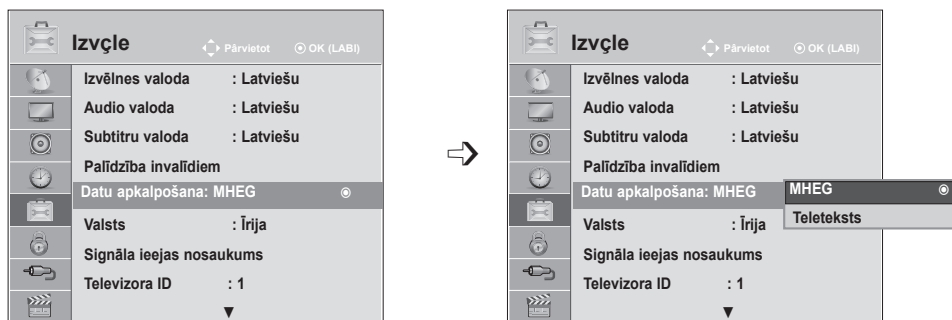 Izvçle
Pārvietot
OK (LABI)
Izvēlnes valoda : Latviešu
Audio valoda : Latviešu
Subtitru valoda : Latviešu
Palīdzība invalīdiem
Datu apkalpošana: MHEG
Valsts : Īrija
Signāla ieejas nosaukums
Televizora ID : 1
Izvçle
Pārvietot
OK (LABI)
Izvēlnes valoda : Latviešu
Audio valoda : Latviešu
Subtitru valoda : Latviešu
Palīdzība invalīdiem
Datu apkalpošana: MHEG
Valsts : Īrija
Signāla ieejas nosaukums
Televizora ID : 1
MHEG
Teleteksts